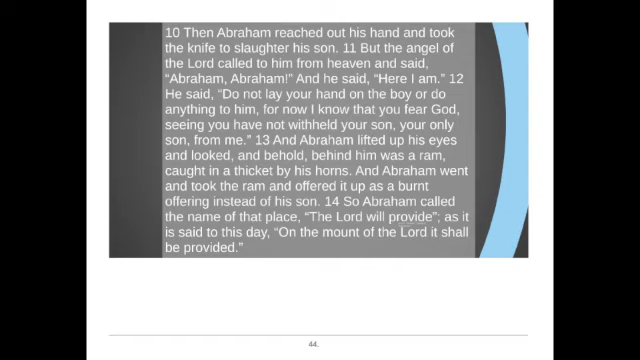 10 Then Abraham reached out his hand and took
the knife to slaughter his son. 11 But the angel of
the Lord called to him from heaven and said,
“Abraham, Abraham!” And he said, “Here I am.” 12
He said, “Do not lay your hand on the boy or do
anything to him, for now I know that you fear God,
seeing you have not withheld your son, your only
son, from me.” 13 And Abraham lifted up his eyes
and looked, and behold, behind him was a ram,
caught in a thicket by his horns. And Abraham went
and took the ram and offered it up as a burnt
offering instead of his son. 14 So Abraham called
the name of that place, “The Lord will provide”; as it
is said to this day, “On the mount of the Lord it shall
be provided.”
44.